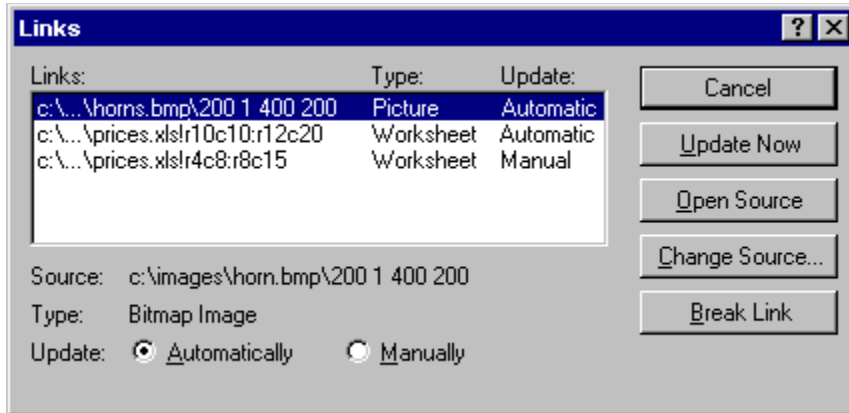 Links
Links: Type: Update:
c:\...\horns.bmp\200 1 400 200 Picture Automatic
c:\...\prices.xls!r10c10:r12c20 Worksheet Automatic
c:\...\prices.xls!r4c8:r8c15 Worksheet Manual
Source: c:\images\horn.bmp\200 1 400 200
Type: Bitmap Image
Update: Automatically Manually
Cancel
Update Now
Open Source
Change Source...
Break Link